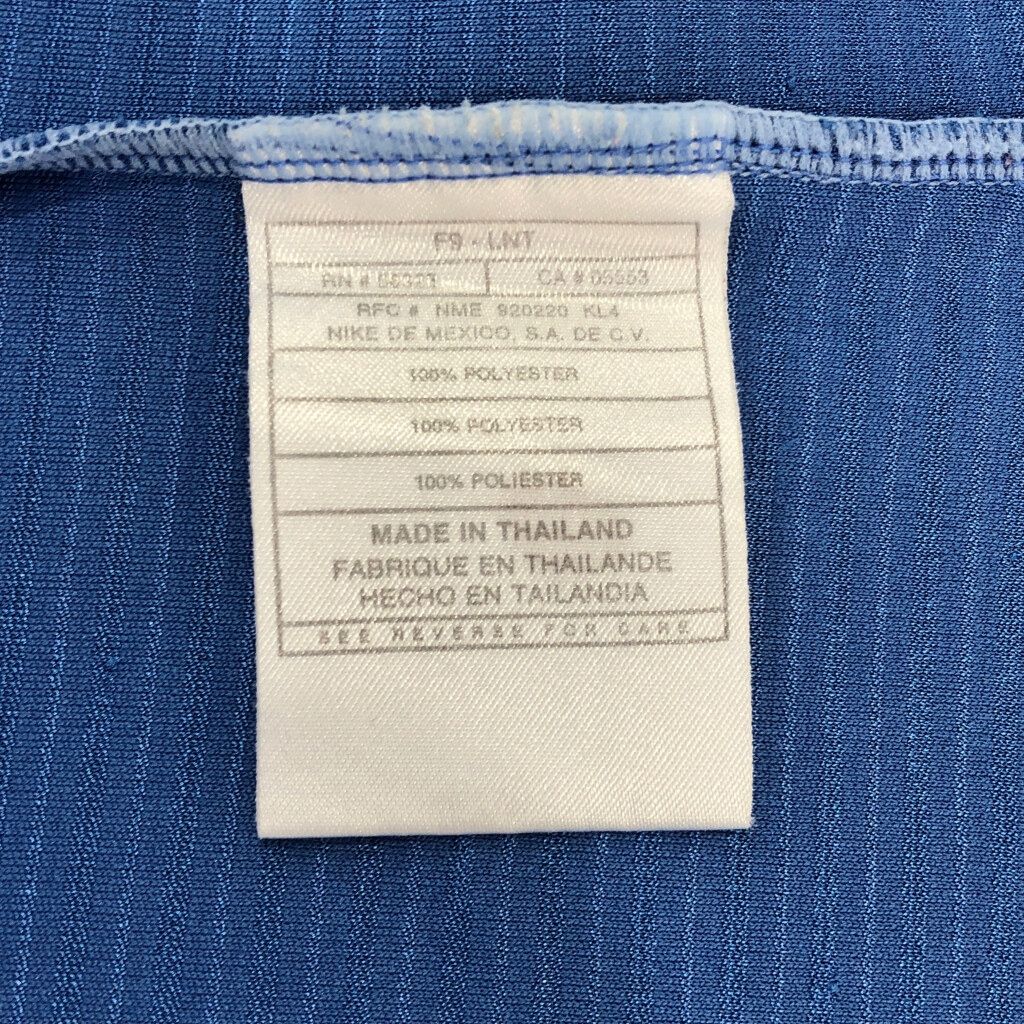 F9 - LNT
RN # 56323 CA # 05553
RFC # NME 920220 KL4
NIKE DE MEXICO, S.A. DE C.V.
100% POLYESTER
100% POLYESTER
100% POLIESTER
MADE IN THAILAND
FABRIQUE EN THAILANDE
HECHO EN TAILANDIA
SEE REVERSE FOR CARE